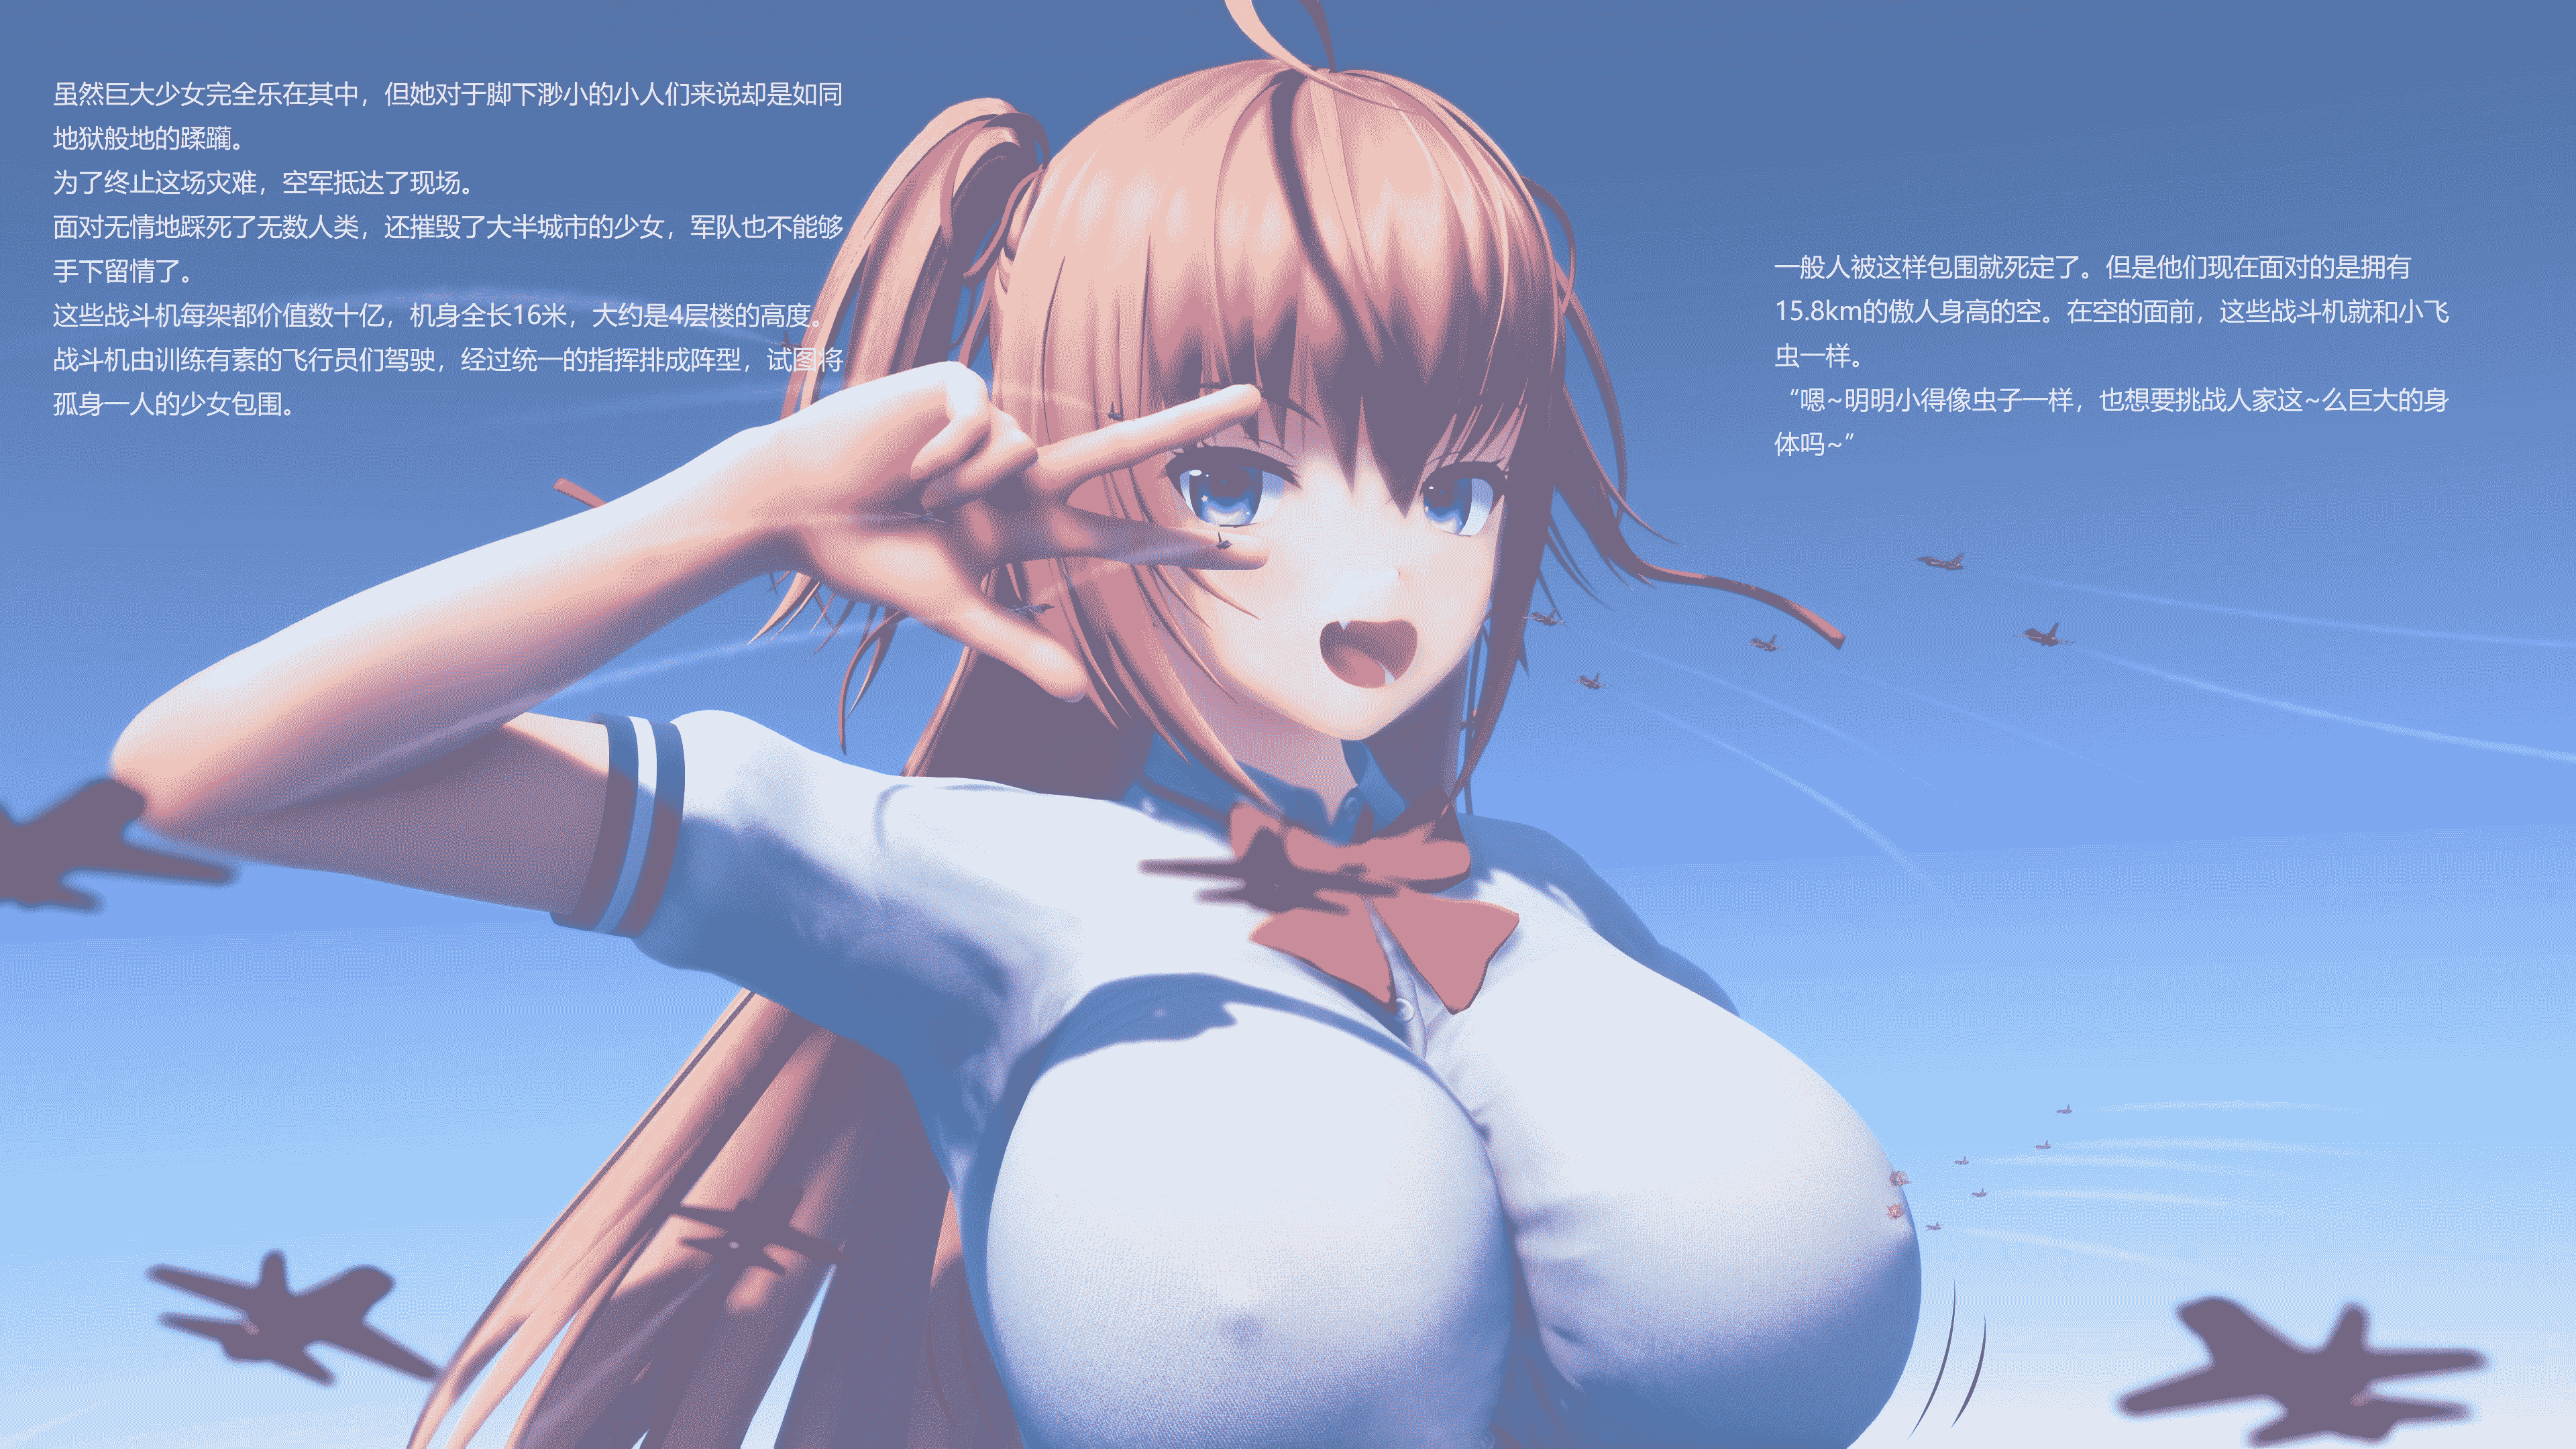 虽然巨大少女完全乐在其中，但她对于脚下渺小的小人们来说却是如同
地狱般地的蹂躏。
为了终止这场灾难，空军抵达了现场。
面对无情地踩死了无数人类，还摧毁了大半城市的少女，军队也不能够
手下留情了。
这些战斗机每架都价值数十亿，机身全长16米，大约是4层楼的高度。
战斗机由训练有素的飞行员们驾驶，经过统一的指挥排成阵型，试图将
孤身一人的少女包围。
一般人被这样包围就死定了。但是他们现在面对的是拥有
15.8km的傲人身高的空。在空的面前，这些战斗机就和小飞
虫一样。
“嗯~明明小得像虫子一样，也想要挑战人家这~么巨大的身
体吗~”